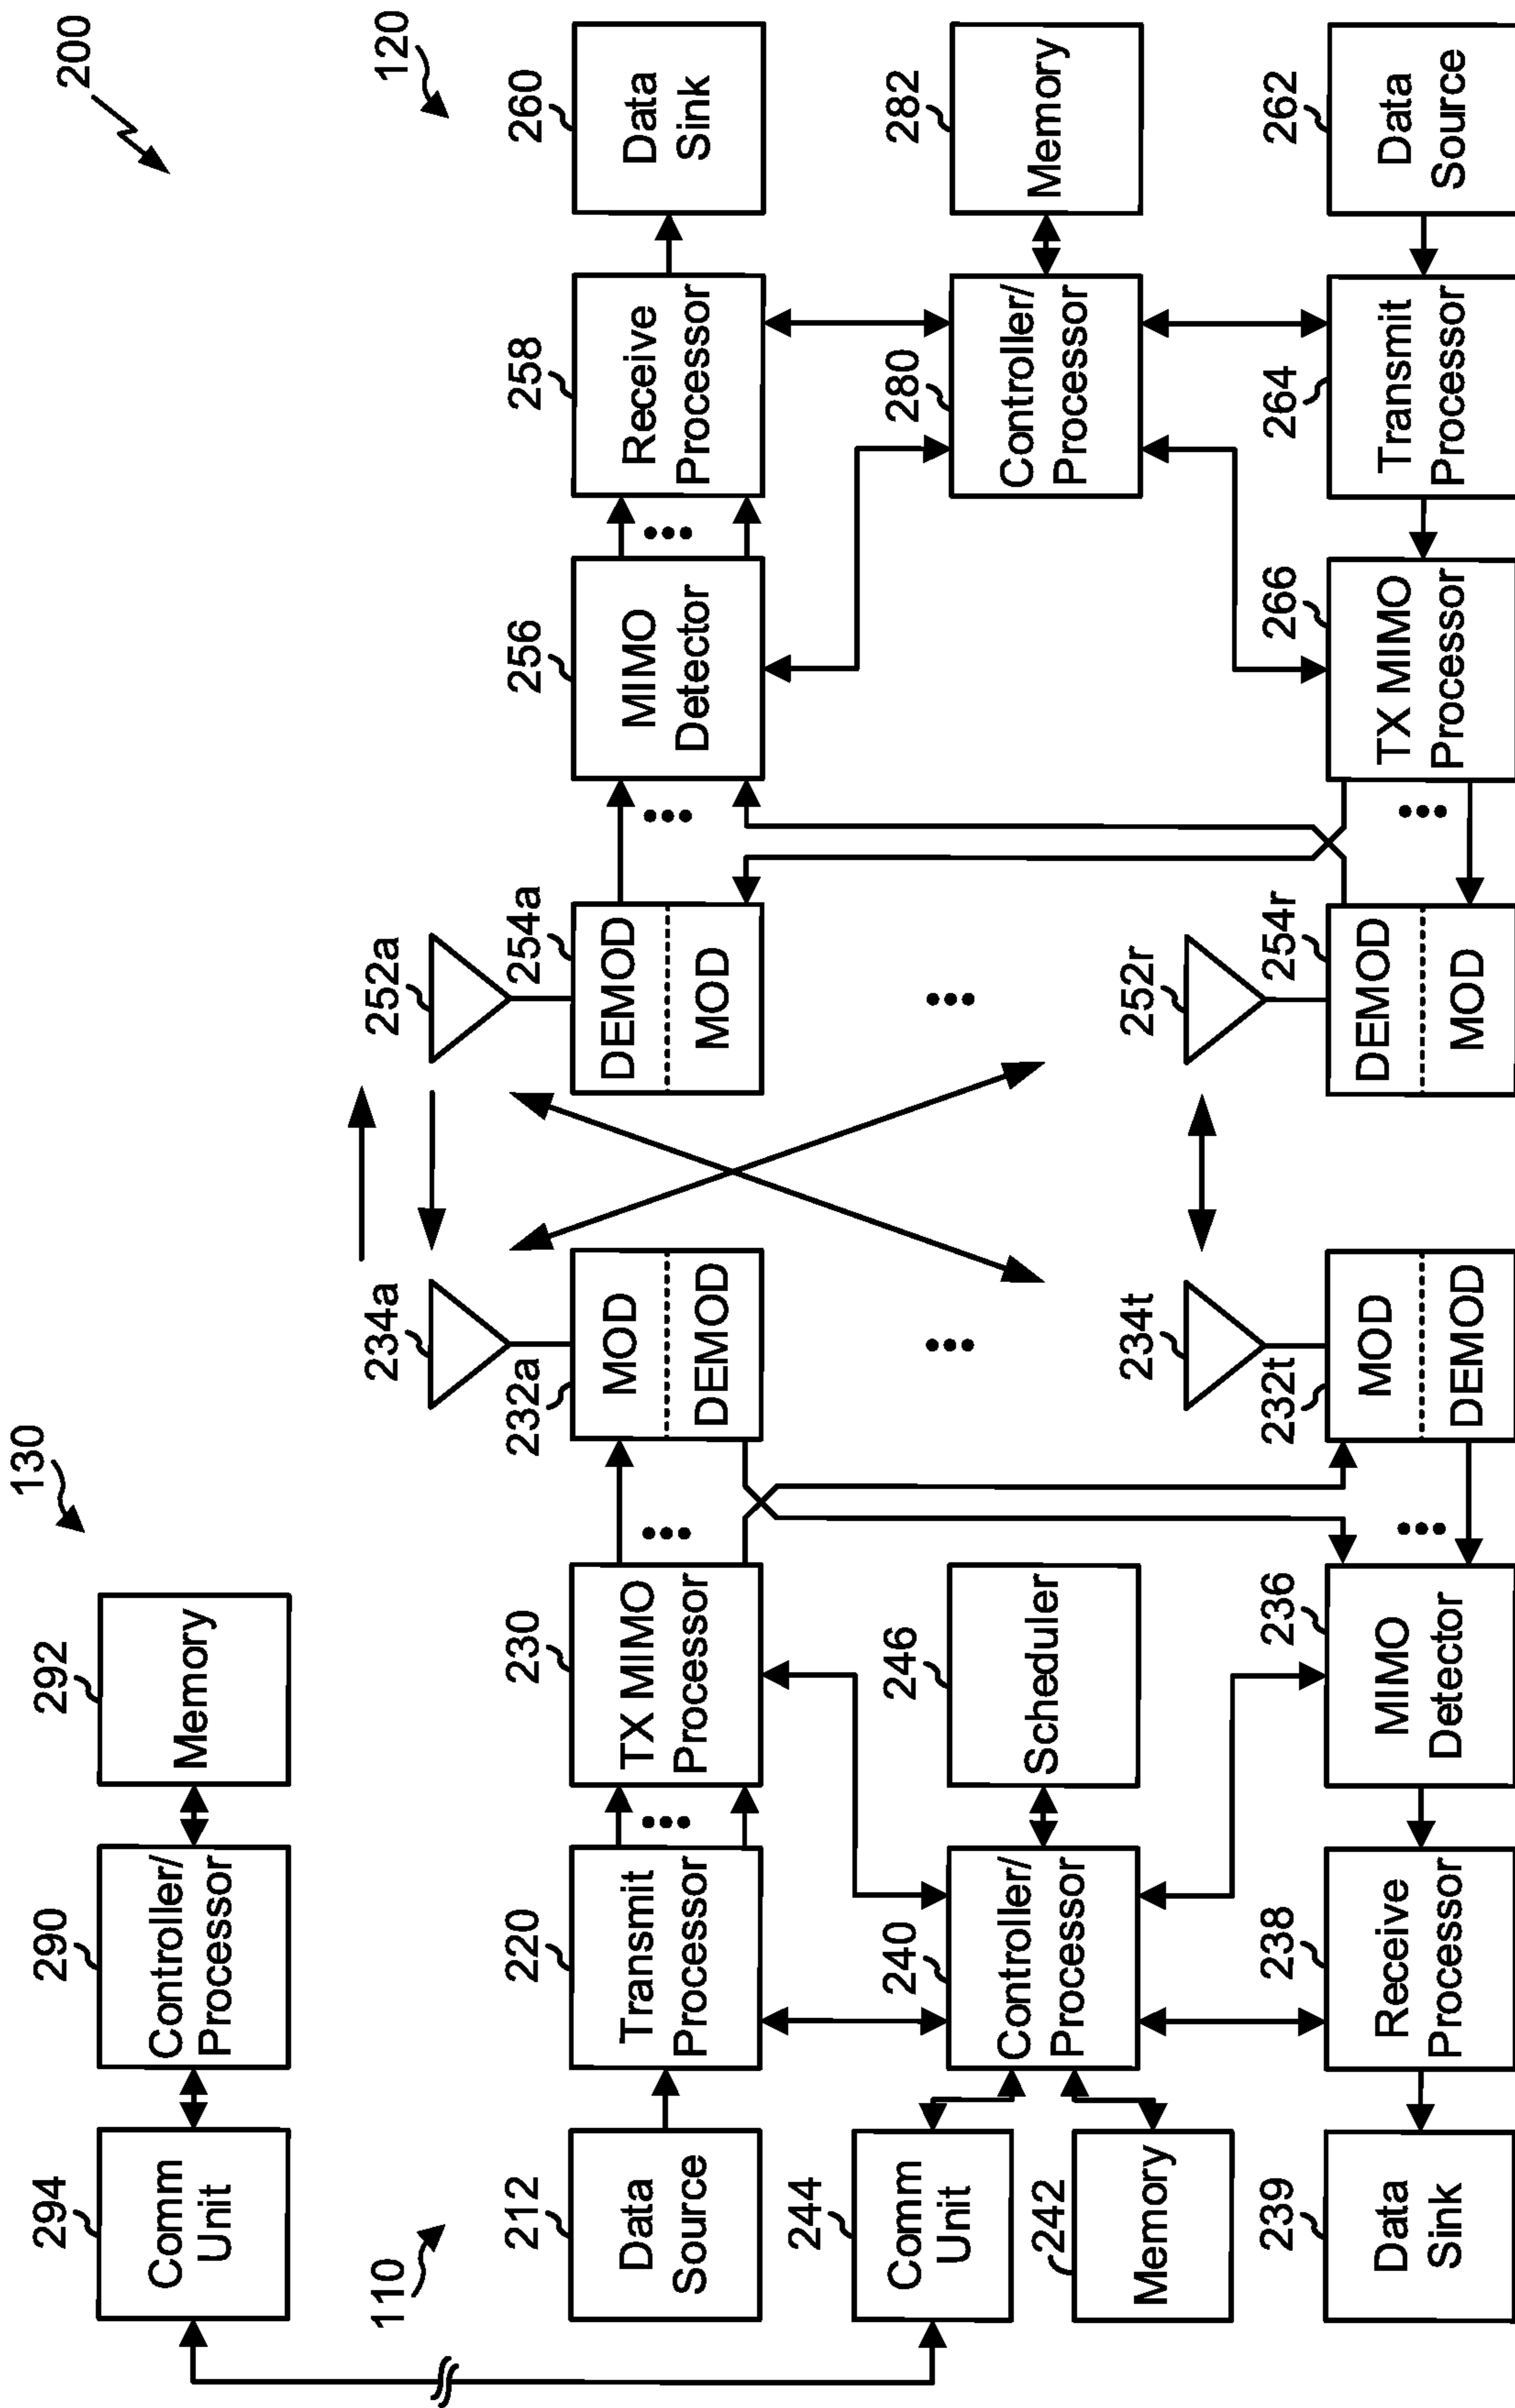 200
130
294
Comm
Unit
290
Controller/
Processor
292
Memory
110
120
212
Data
Source
220
Transmit
Processor
230
TX MIMO
Processor
•••
•••
232a
MOD
DEMOD
234a
252a
254a
DEMOD
MOD
•••
256
MIMO
Detector
•••
258
Receive
Processor
260
Data
Sink
244
Comm
Unit
242
Memory
240
Controller/
Processor
246
Scheduler
•••
•••
280
Controller/
Processor
282
Memory
239
Data
Sink
238
Receive
Processor
236
MIMO
Detector
•••
232t
MOD
DEMOD
234t
252r
254r
DEMOD
MOD
•••
266
TX MIMO
Processor
264
Transmit
Processor
262
Data
Source